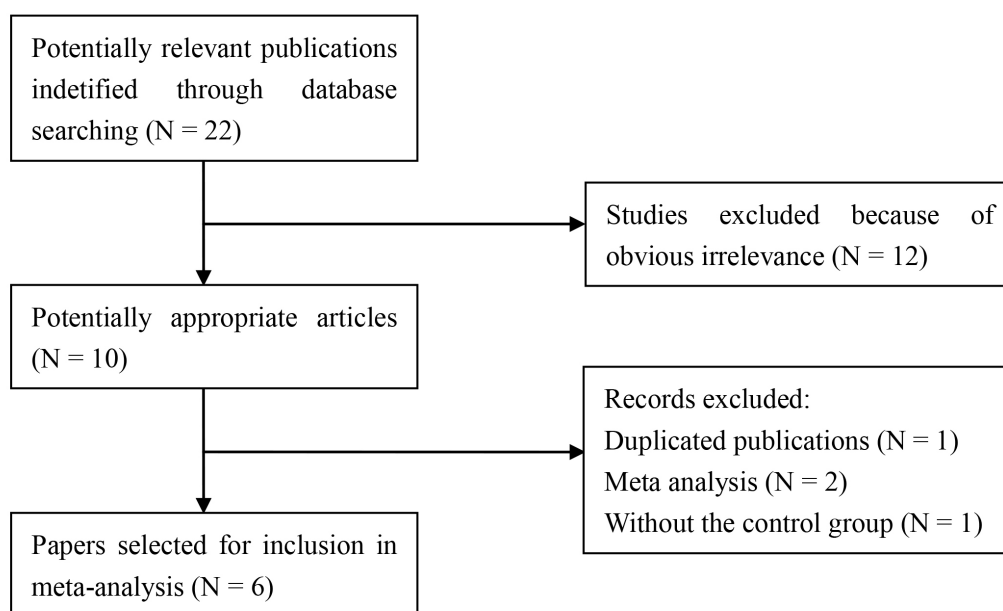 Potentially relevant publications
indetified through database
searching (N = 22)
Studies excluded because of
obvious irrelevance (N = 12)
Potentially appropriate articles
(N = 10)
Records excluded:
Duplicated publications (N = 1)
Meta analysis (N = 2)
Without the control group (N = 1)
Papers selected for inclusion in
meta-analysis (N = 6)